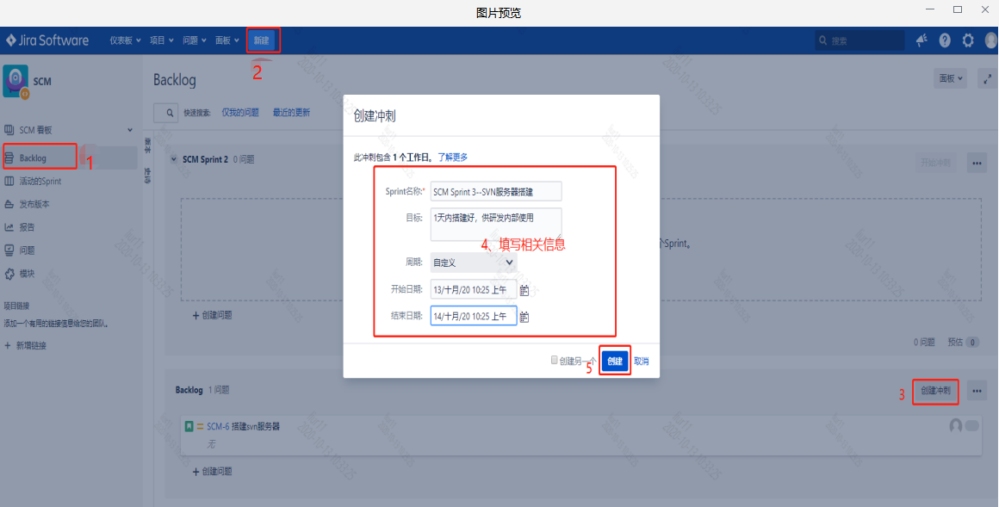 图片预览
Jira Software 仪表板 项目 问题 面板 新建 搜索
2
SCM
Backlog
面板
快速搜索: 仅我的问题 最近的更新
SCM 看板
版本
Backlog
1
SCM Sprint 2 0 问题
开始冲刺
活动的Sprint
发布版本
报告
问题
模块
个Sprint。
项目链接
添加一个有用的链接信息给您的团队。
新增链接
创建问题
0 问题 预估 0
创建冲刺
此冲刺包含 1 个工作日。 了解更多
Sprint名称:* SCM Sprint 3--SVN服务器搭建
目标: 1天内搭建好，供研发内部使用
4、填写相关信息
周期: 自定义
开始日期: 13/十月/20 10:25 上午
结束日期: 14/十月/20 10:25 上午
创建另一个 创建 取消
5
Backlog 1 问题
3 创建冲刺
SCM-6 搭建svn服务器
无
创建问题